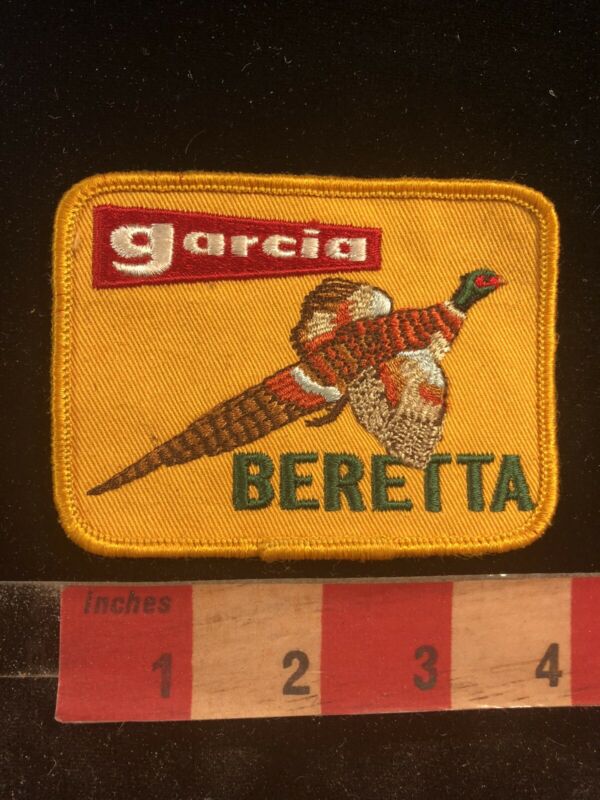 garcia
BERETTA
inches
1 2 3 4